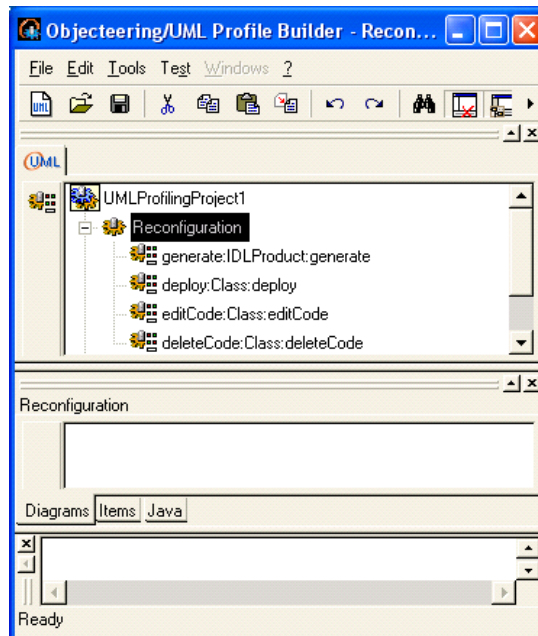 Objecteering/UML Profile Builder - Recon...
File Edit Tools Test Windows ?
UML
UML
UMLProfilingProject1
Reconfiguration
generate:IDLProduct:generate
deploy:Class:deploy
editCode:Class:editCode
deleteCode:Class:deleteCode
Reconfiguration
Diagrams Items Java
Ready